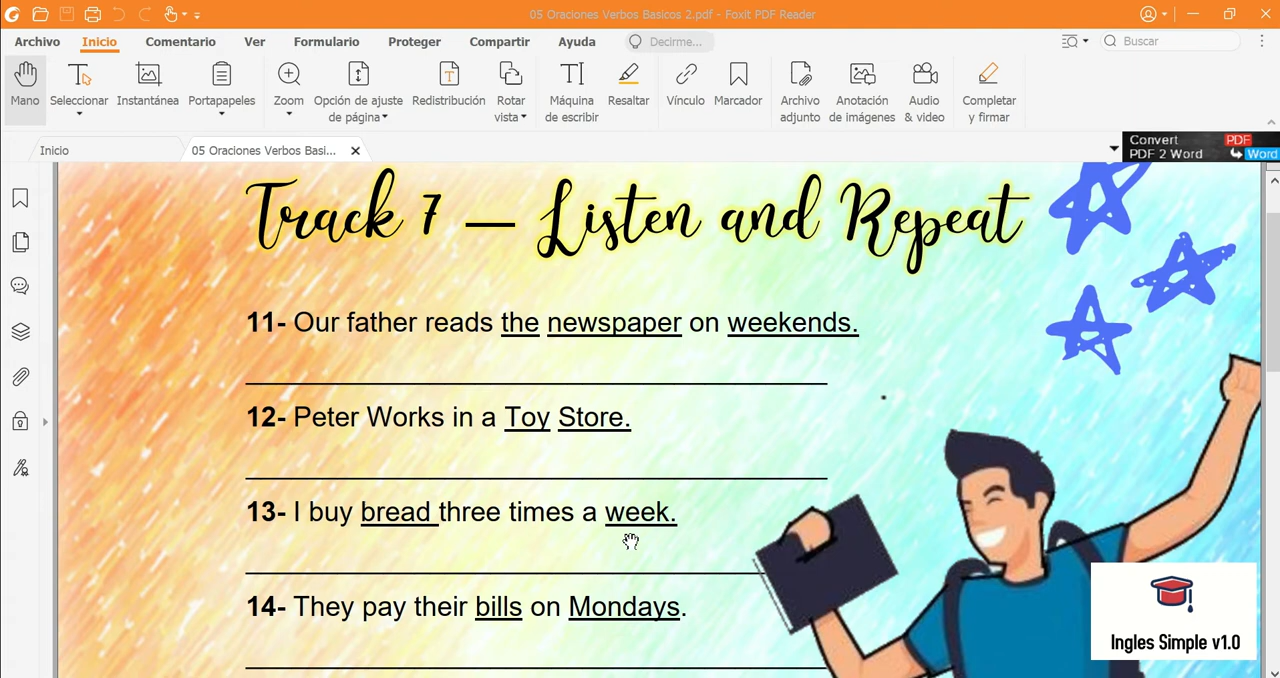 05 Oraciones Verbos Basicos 2.pdf - Foxit PDF Reader
Archivo Inicio Comentario Ver Formulario Proteger Compartir Ayuda Decirme... Buscar
Mano Seleccionar Instantánea Portapapeles Zoom Opción de ajuste de página Redistribución Rotar vista Máquina de escribir Resaltar Vínculo Marcador Archivo adjunto Anotación de imágenes Audio & video Completar y firmar
Inicio 05 Oraciones Verbos Basi...
Convert PDF
PDF 2 Word Word
Track 7 – Listen and Repeat
11- Our father reads the newspaper on weekends.
12- Peter Works in a Toy Store.
13- I buy bread three times a week.
14- They pay their bills on Mondays.
Ingles Simple v1.0